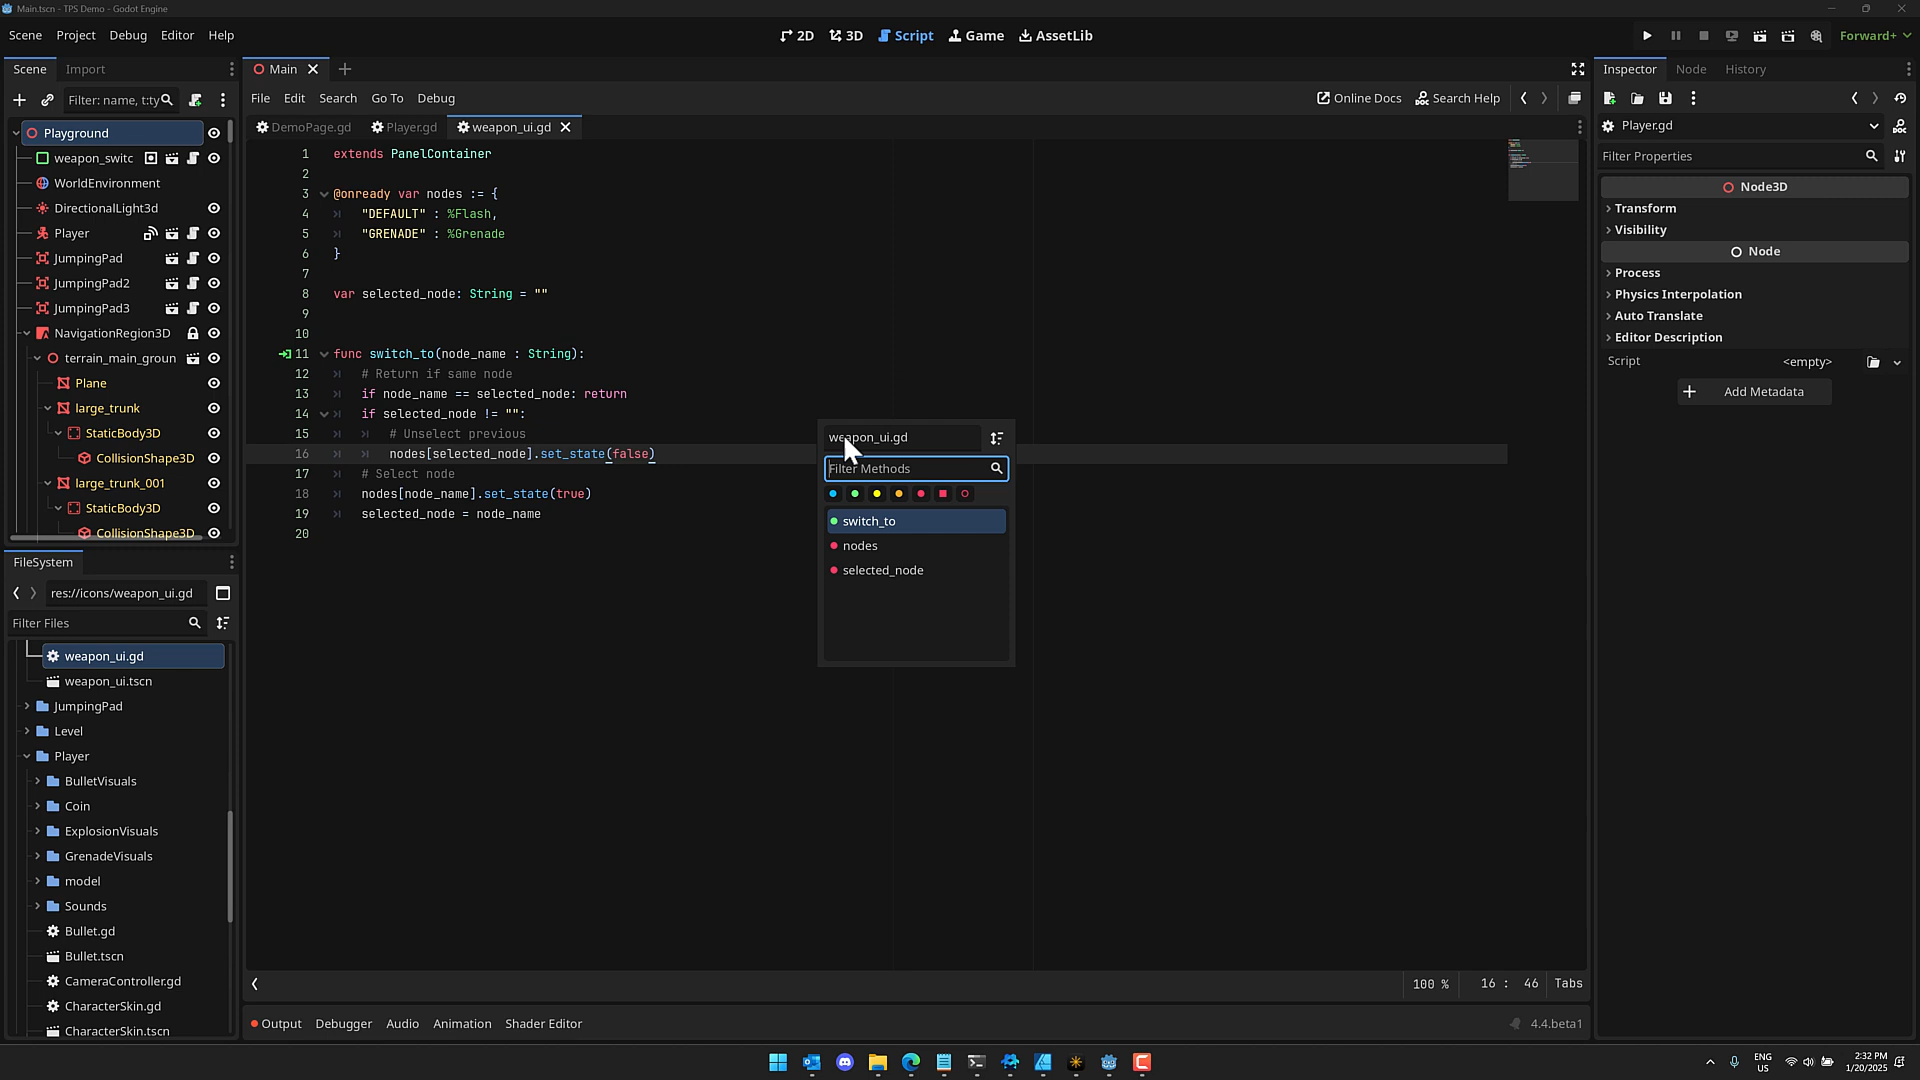 Main.tscn - TPS Demo - Godot Engine
Scene Project Debug Editor Help
2D 3D Script Game AssetLib
Forward+
Scene Import
Filter: name, t:ty
Playground
weapon_switc
WorldEnvironment
DirectionalLight3d
Player
JumpingPad
JumpingPad2
JumpingPad3
NavigationRegion3D
terrain_main_groun
Plane
large_trunk
StaticBody3D
CollisionShape3D
large_trunk_001
StaticBody3D
CollisionShape3D
FileSystem
res://icons/weapon_ui.gd
Filter Files
weapon_ui.gd
weapon_ui.tscn
JumpingPad
Level
Player
BulletVisuals
Coin
ExplosionVisuals
GrenadeVisuals
model
Sounds
Bullet.gd
Bullet.tscn
CameraController.gd
CharacterSkin.gd
CharacterSkin.tscn
Main
File Edit Search Go To Debug
Online Docs Search Help
DemoPage.gd Player.gd weapon_ui.gd
1 extends PanelContainer
2
3 @onready var nodes := {
4 "DEFAULT" : %Flash,
5 "GRENADE" : %Grenade
6 }
7
8 var selected_node: String = ""
9
10
11 func switch_to(node_name : String):
12 # Return if same node
13 if node_name == selected_node: return
14 if selected_node != "":
15 # Unselect previous
16 nodes[selected_node].set_state(false)
17 # Select node
18 nodes[node_name].set_state(true)
19 selected_node = node_name
20
weapon_ui.gd
Filter Methods
switch_to
nodes
selected_node
100 % 16 : 46 Tabs
Output Debugger Audio Animation Shader Editor
4.4.beta1
Inspector Node History
Player.gd
Filter Properties
Node3D
Transform
Visibility
Node
Process
Physics Interpolation
Auto Translate
Editor Description
Script <empty>
Add Metadata
ENG
US
2:32 PM
1/20/2025